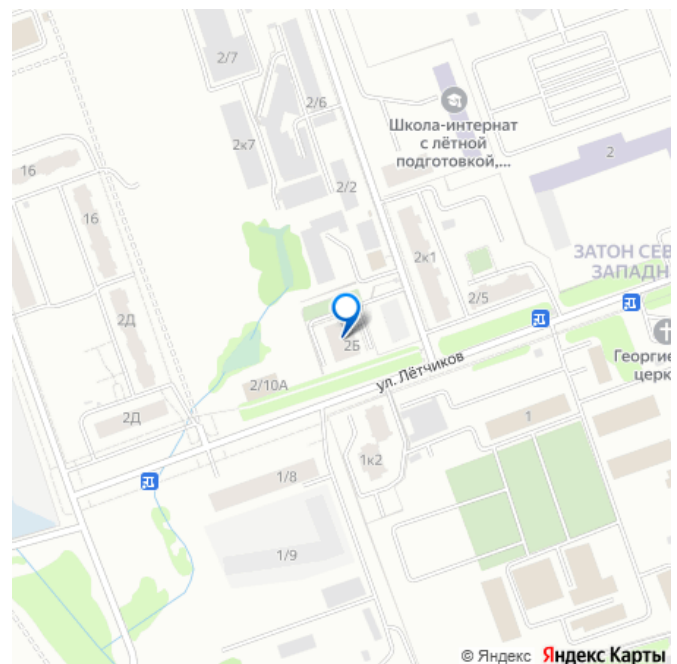 2/7
2/6
Школа-интернат
с лётной
подготовкой,...
2к7
2
16
2/2
16
2к1
ЗАТОН СЕВ
ЗАПАДН
2/5
2Д
2Б
Георгие
церк
ул. Лётчиков
2/10А
2Д
1
1к2
1/8
1/9
© Яндекс Яндекс Карты